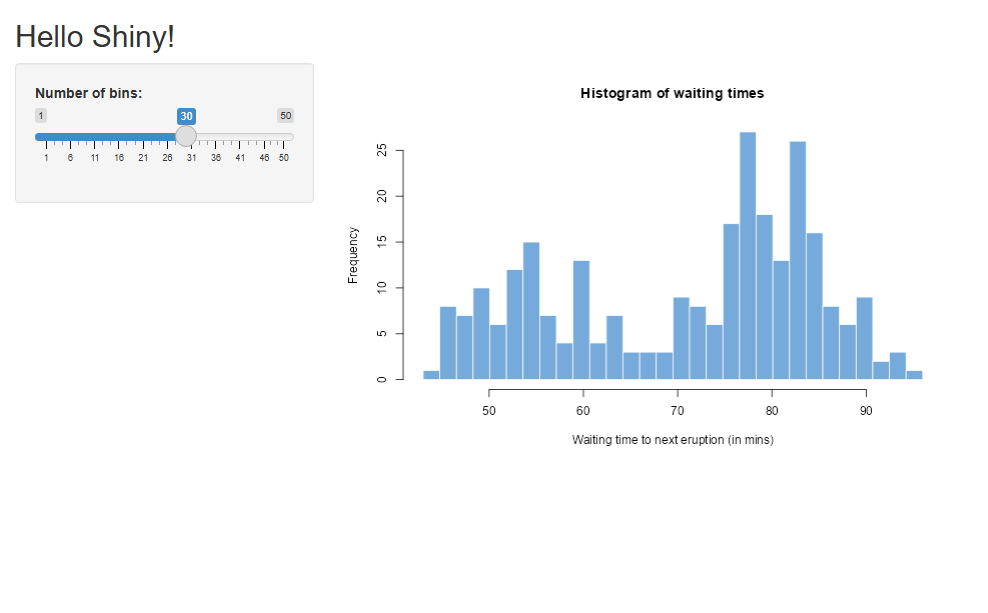 Hello Shiny!
Number of bins:
1 30 50
1 6 11 16 21 26 31 36 41 46 50
Histogram of waiting times
Frequency
25
20
15
10
5
0
50 60 70 80 90
Waiting time to next eruption (in mins)